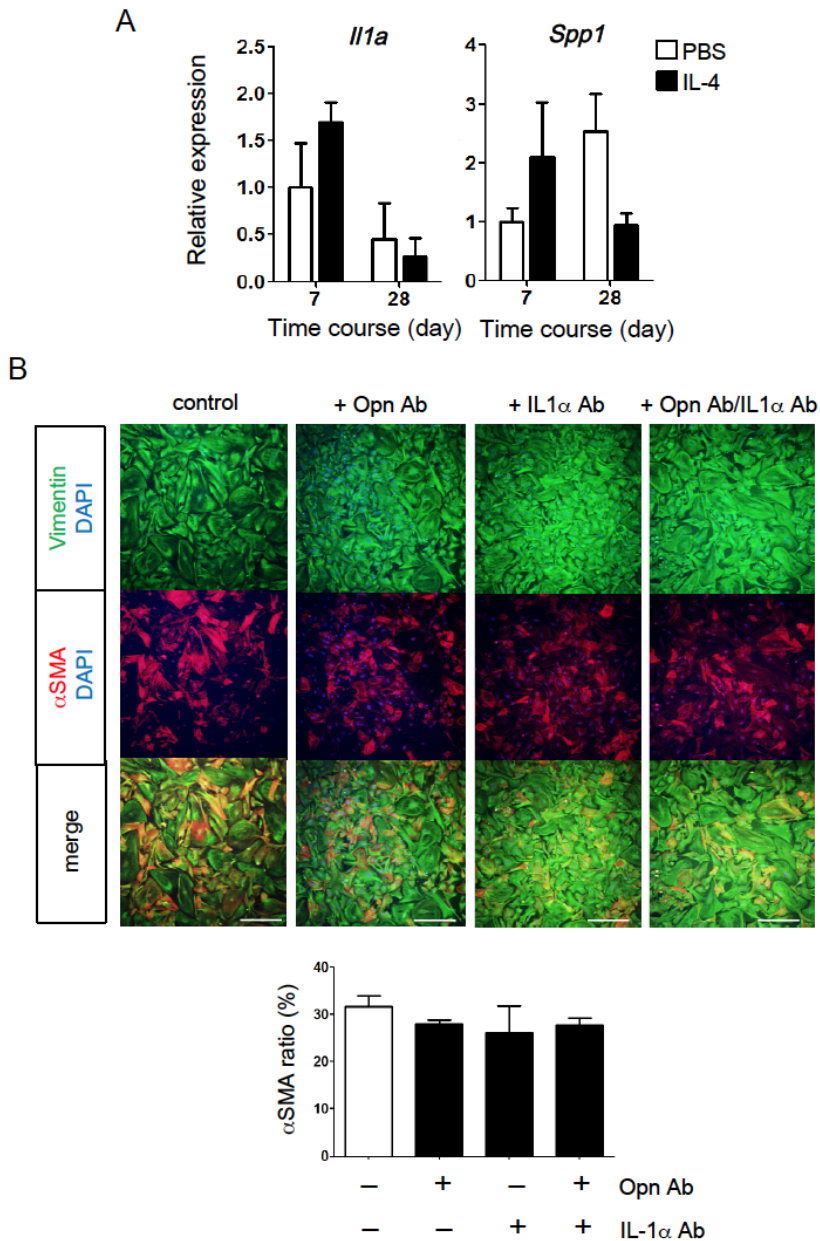 A
Il1a
Spp1
PBS
IL-4
Relative expression
2.5
2.0
1.5
1.0
0.5
0.0
7
28
Time course (day)
4
3
2
1
0
7
28
Time course (day)
B
control
+ Opn Ab
+ IL1α Ab
+ Opn Ab/IL1α Ab
Vimentin
DAPI
αSMA
DAPI
merge
αSMA ratio (%)
40
30
20
10
0
– + – + Opn Ab
– – + + IL-1α Ab